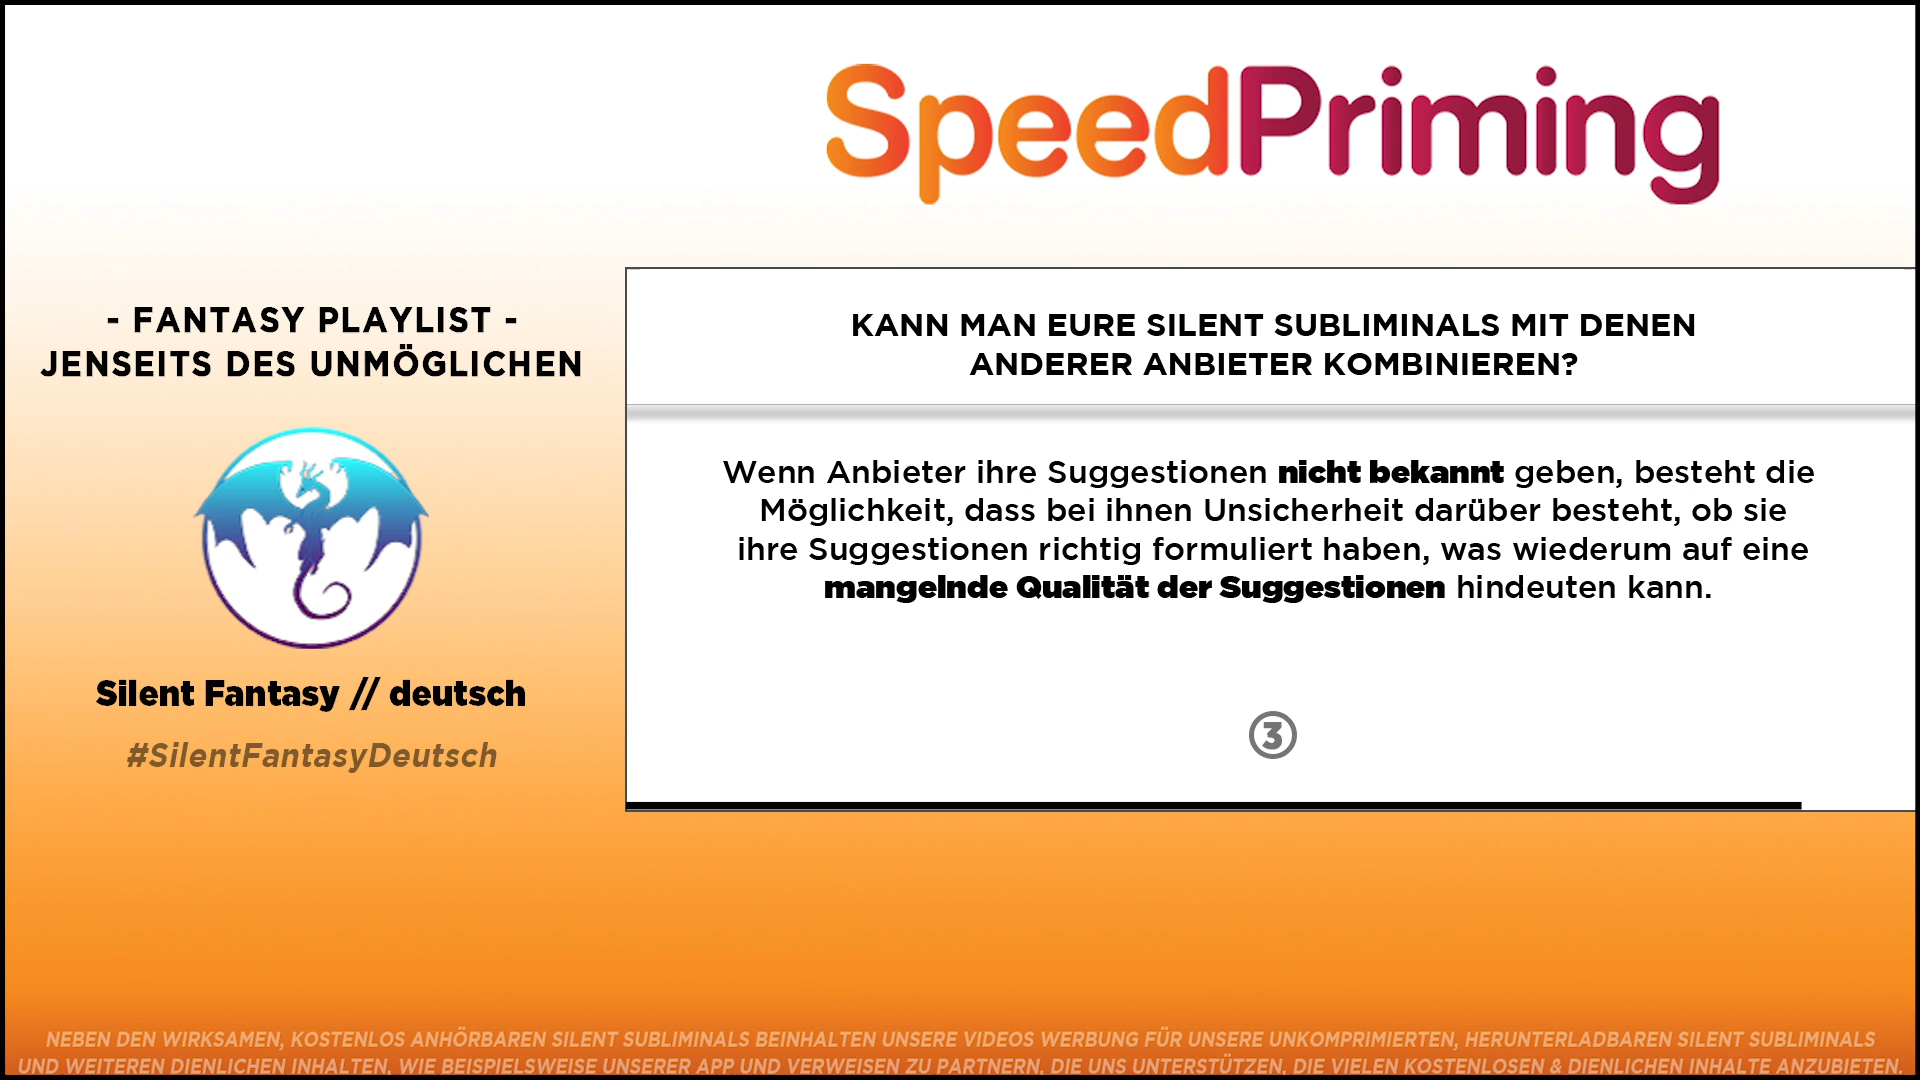 SpeedPriming
- FANTASY PLAYLIST -
JENSEITS DES UNMÖGLICHEN
Silent Fantasy // deutsch
#SilentFantasyDeutsch
KANN MAN EURE SILENT SUBLIMINALS MIT DENEN
ANDERER ANBIETER KOMBINIEREN?
Wenn Anbieter ihre Suggestionen nicht bekannt geben, besteht die
Möglichkeit, dass bei ihnen Unsicherheit darüber besteht, ob sie
ihre Suggestionen richtig formuliert haben, was wiederum auf eine
mangelnde Qualität der Suggestionen hindeuten kann.
3
NEBEN DEN WIRKSAMEN, KOSTENLOS ANHÖRBAREN SILENT SUBLIMINALS BEINHALTEN UNSERE VIDEOS WERBUNG FÜR UNSERE UNKOMPRIMIERTEN, HERUNTERLADBAREN SILENT SUBLIMINALS
UND WEITEREN DIENLICHEN INHALTEN, WIE BEISPIELSWEISE UNSERER APP UND VERWEISEN ZU PARTNERN, DIE UNS UNTERSTÜTZEN, DIE VIELEN KOSTENLOSEN & DIENLICHEN INHALTE ANZUBIETEN.